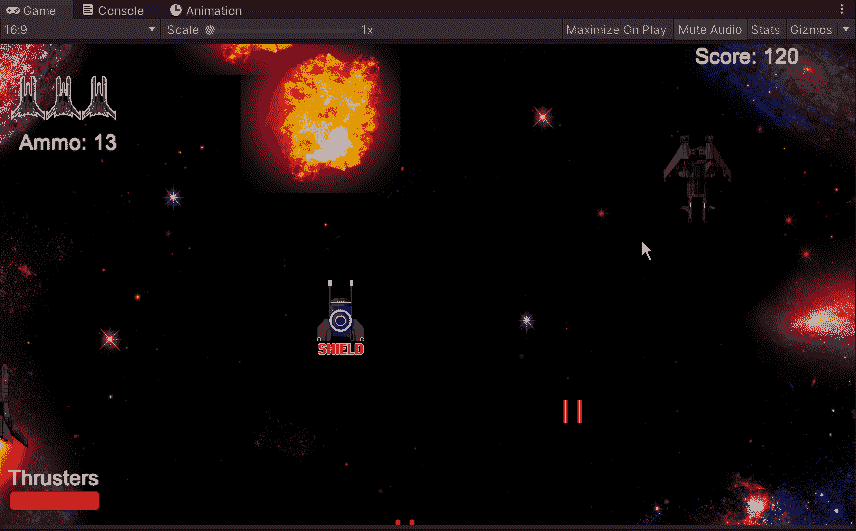 Game Console Animation
16:9 Scale 1x Maximize On Play Mute Audio Stats Gizmos
Score: 120
Ammo: 13
SHIELD
Thrusters